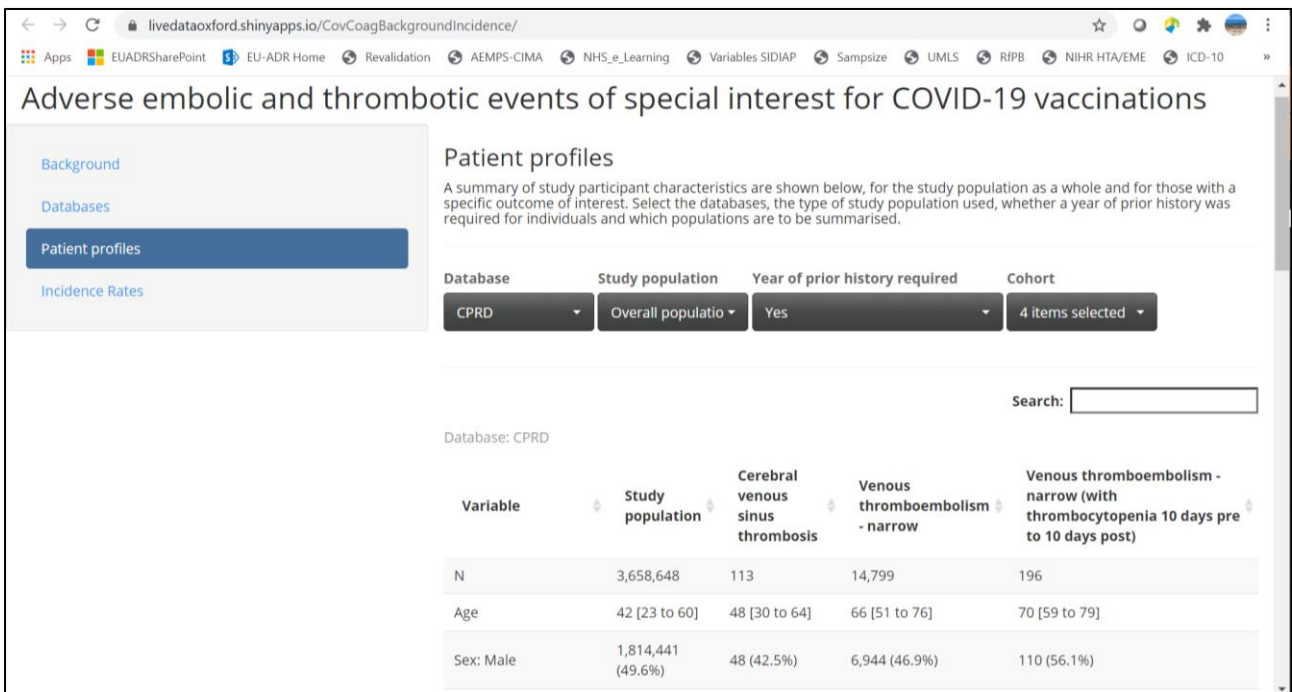 livedataoxford.shinyapps.io/CovCoagBackgroundIncidence/
Apps EUADRSharePoint EU-ADR Home Revalidation AEMPS-CIMA NHS_e_Learning Variables SIDIAP Sampsize UMLS RfPB NIHR HTA/EME ICD-10 »
Adverse embolic and thrombotic events of special interest for COVID-19 vaccinations
Background
Databases
Patient profiles
Incidence Rates
Patient profiles
A summary of study participant characteristics are shown below, for the study population as a whole and for those with a
specific outcome of interest. Select the databases, the type of study population used, whether a year of prior history was
required for individuals and which populations are to be summarised.
Database Study population Year of prior history required Cohort
CPRD Overall populatio Yes 4 items selected
Search:
Database: CPRD
Variable
Study
population
Cerebral
venous
sinus
thrombosis
Venous
thromboembolism
- narrow
Venous thromboembolism -
narrow (with
thrombocytopenia 10 days pre
to 10 days post)
N 3,658,648 113 14,799 196
Age 42 [23 to 60] 48 [30 to 64] 66 [51 to 76] 70 [59 to 79]
Sex: Male 1,814,441
(49.6%) 48 (42.5%) 6,944 (46.9%) 110 (56.1%)